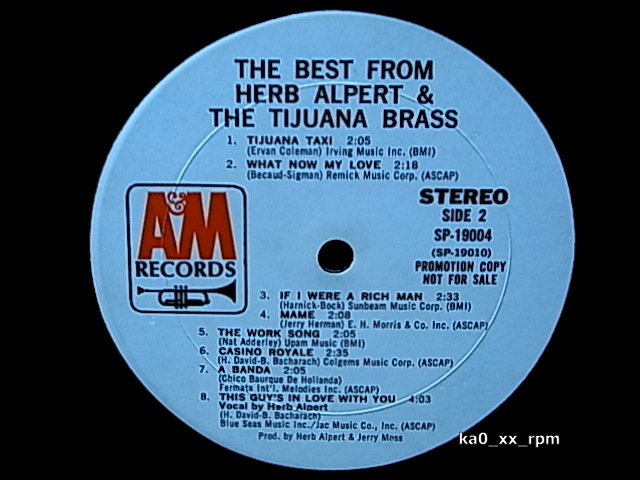 THE BEST FROM
HERB ALPERT &
THE TIJUANA BRASS
1. TIJUANA TAXI 2:05
(Ervan Coleman) Irving Music Inc. (BMI)
2. WHAT NOW MY LOVE 2:18
(Becaud-Sigman) Remick Music Corp. (ASCAP)
A&M
RECORDS
STEREO
SIDE 2
SP-19004
(SP-19010)
PROMOTION COPY
NOT FOR SALE
3. IF I WERE A RICH MAN 2:33
(Harnick-Bock) Sunbeam Music Corp. (BMI)
4. MAME 2:08
(Jerry Herman) E. H. Morris & Co. Inc. (ASCAP)
5. THE WORK SONG 2:05
(Nat Adderley) Upam Music (BMI)
6. CASINO ROYALE 2:35
(H. David-B. Bacharach) Colgems Music Corp. (ASCAP)
7. A BANDA 2:05
(Chico Baurque De Hollanda)
Fermata Int'l. Melodies Inc. (ASCAP)
8. THIS GUY'S IN LOVE WITH YOU 4:03
Vocal by Herb Alpert
(H. David-B. Bacharach)
Blue Seas Music Inc./Jac Music Co., Inc. (ASCAP)
Prod. by Herb Alpert & Jerry Moss
ka0_xx_rpm